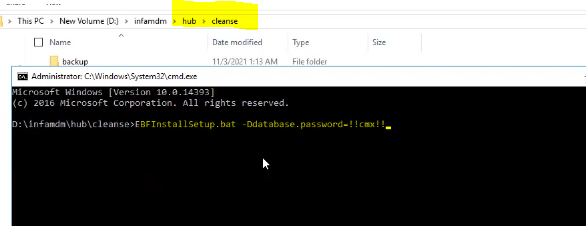 This PC > New Volume (D:) > infamdm > hub > cleanse
Name Date modified Type Size
backup 11/3/2021 1:13 AM File folder
Administrator: C:\Windows\System32\cmd.exe
Microsoft Windows [Version 10.0.14393]
(c) 2016 Microsoft Corporation. All rights reserved.
D:\infamdm\hub\cleanse>EBFInstallSetup.bat -Ddatabase.password=!!cmx!!_